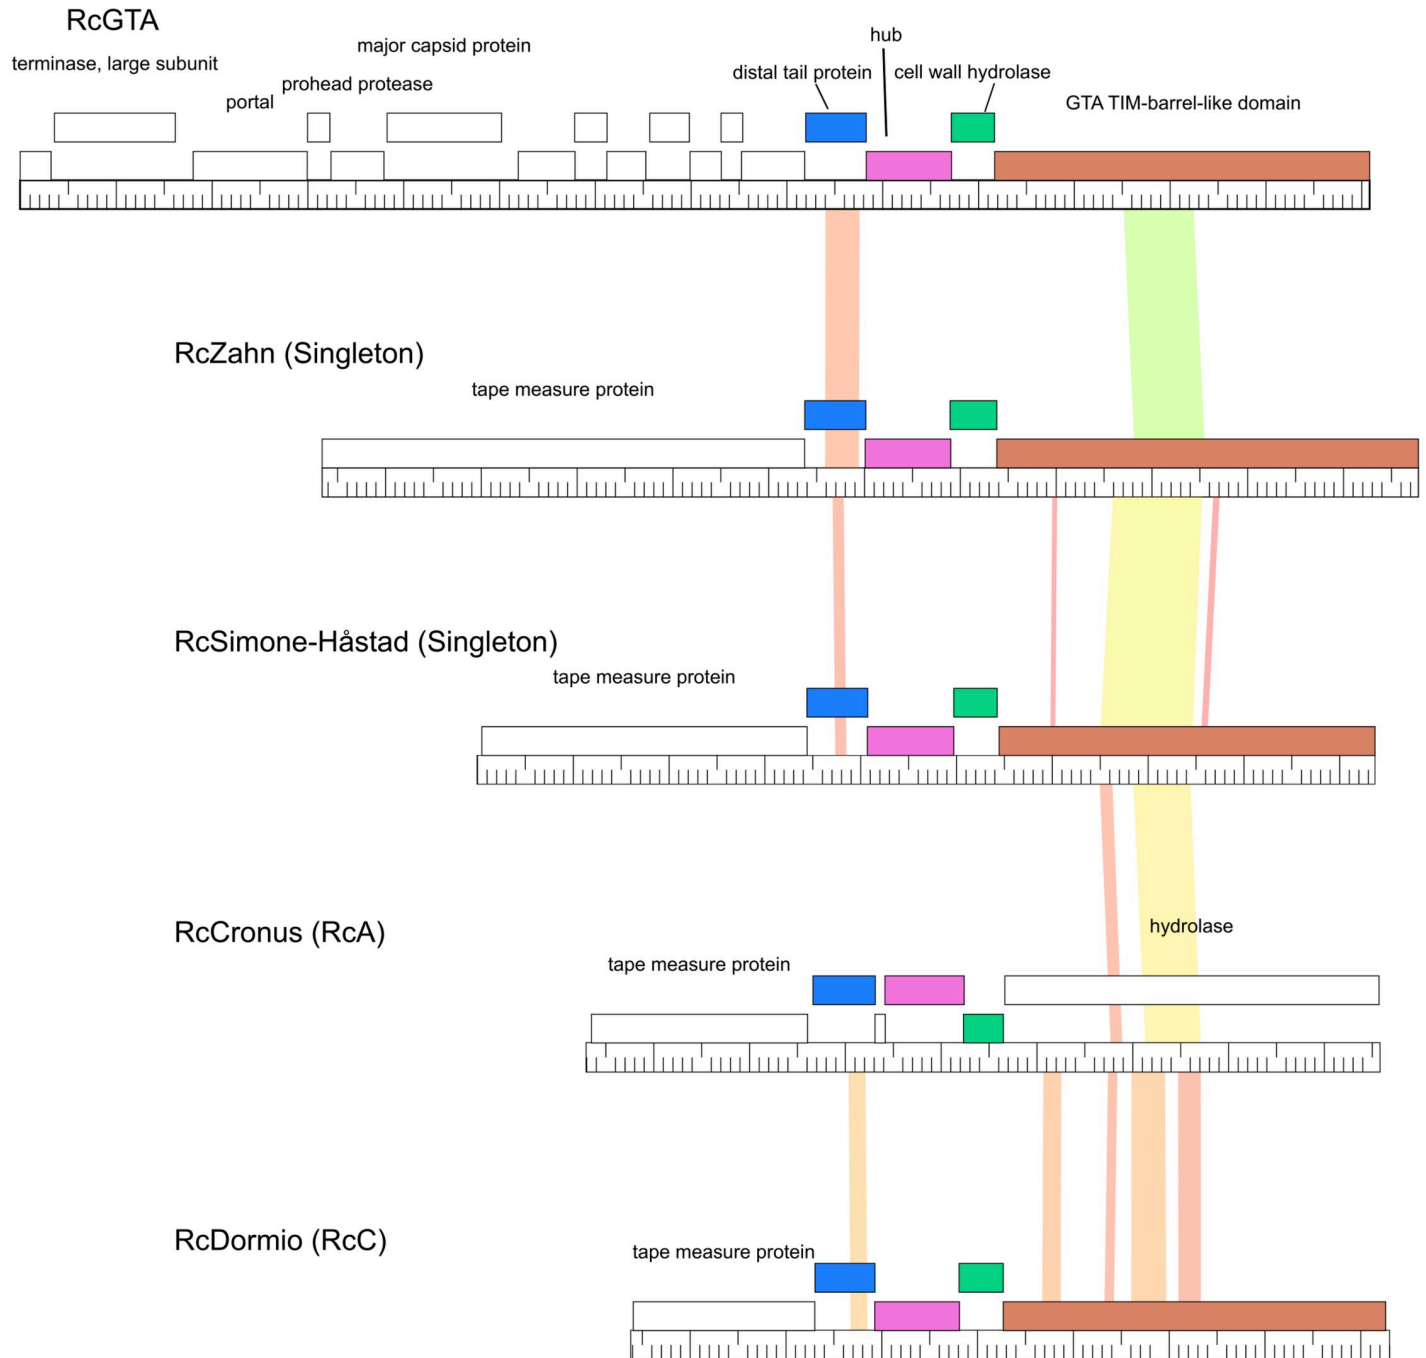 RcGTA
major capsid protein
hub
terminase, large subunit
prohead protease
distal tail protein
cell wall hydrolase
portal
GTA TIM-barrel-like domain
RcZahn (Singleton)
tape measure protein
RcSimone-Håstad (Singleton)
tape measure protein
RcCronus (RcA)
hydrolase
tape measure protein
RcDormio (RcC)
tape measure protein